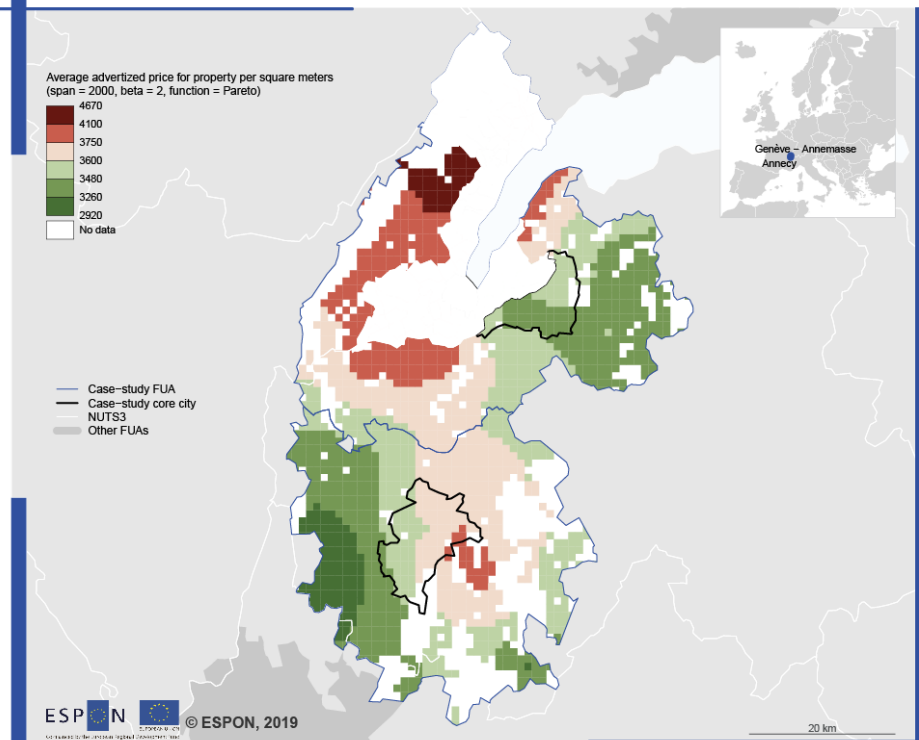 Average advertized price for property per square meters
(span = 2000, beta = 2, function = Pareto)
4670
4100
3750
3600
3480
3260
2920
No data
Genève − Annemasse
Annecy
Case−study FUA
Case−study core city
NUTS3
Other FUAs
ESPON
© ESPON, 2019
20 km